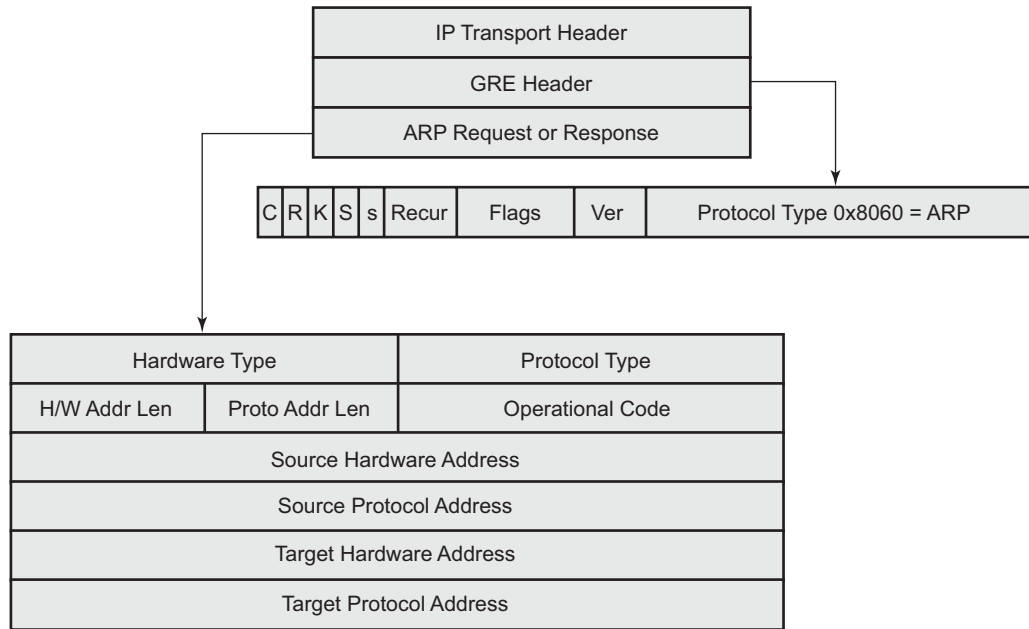 IP Transport Header
GRE Header
ARP Request or Response
C R K S s Recur Flags Ver Protocol Type 0x8060 = ARP
Hardware Type Protocol Type
H/W Addr Len Proto Addr Len Operational Code
Source Hardware Address
Source Protocol Address
Target Hardware Address
Target Protocol Address